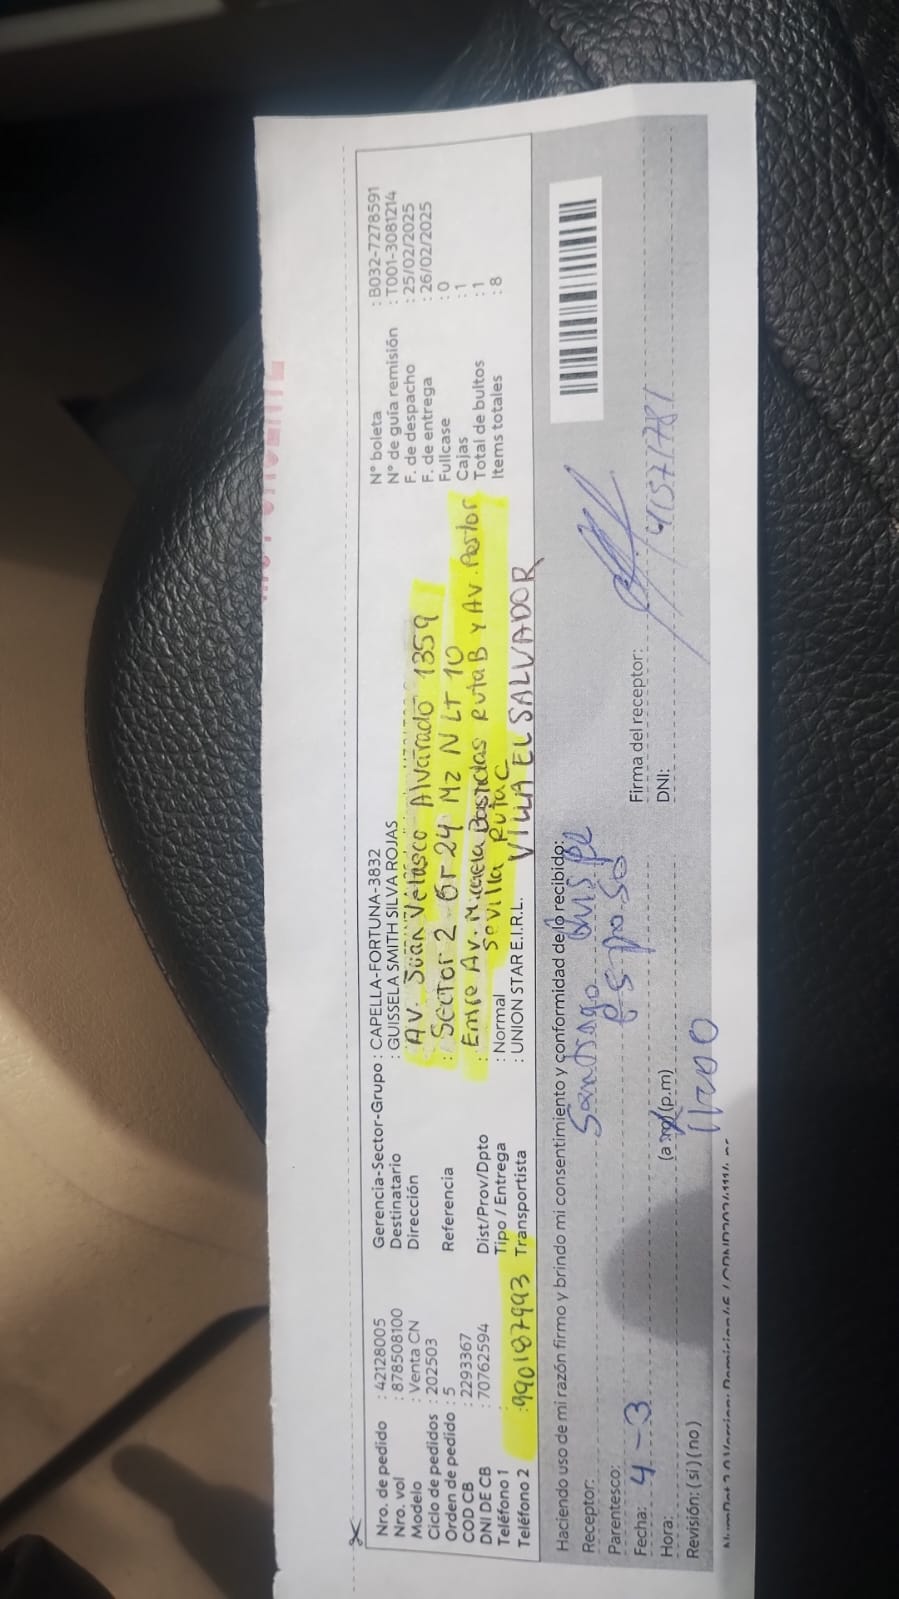 Nro. de pedido : 42128005
Nro. vol : 878508100
Modelo : Venta CN
Ciclo de pedidos : 202503
Orden de pedido : 5
COD CB : 2293367
DNI DE CB : 70762594
Teléfono 1 :
Teléfono 2 : 990187993
Gerencia-Sector-Grupo : CAPELLA-FORTUNA-3832
Destinatario : GUISSELA SMITH SILVA ROJAS
Dirección : AV. Juan Velasco Alvarado 1359
Referencia : Sector 2 Gr 24 Mz N Lt 10
Entre Av. Micaela Bastidas Ruta B y AV. Pastor
Dist/Prov/Dpto : Sevilla Ruta C
Tipo / Entrega : Normal
VILLA EL SALVADOR
Transportista : UNION STAR E.I.R.L.
N° boleta : B032-7278591
N° de guía remisión : T001-3081214
F. de despacho : 25/02/2025
F. de entrega : 26/02/2025
Fullcase : 0
Cajas : 1
Total de bultos : 1
Items totales : 8
Haciendo uso de mi razón firmo y brindo mi consentimiento y conformidad de lo recibido:
Receptor: Santiago Quispe
Parentesco: esposo
Fecha: 4-3
Firma del receptor:
Hora: (p.m)
DNI: 41571781
Revisión: (si) (no) 11:00